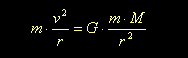 m · v²/r = G · m · M/r²